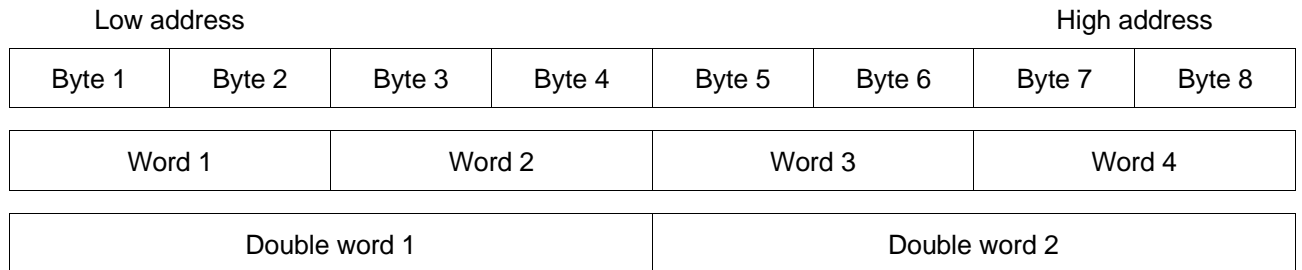 Low address High address
Byte 1 Byte 2 Byte 3 Byte 4 Byte 5 Byte 6 Byte 7 Byte 8
Word 1 Word 2 Word 3 Word 4
Double word 1 Double word 2